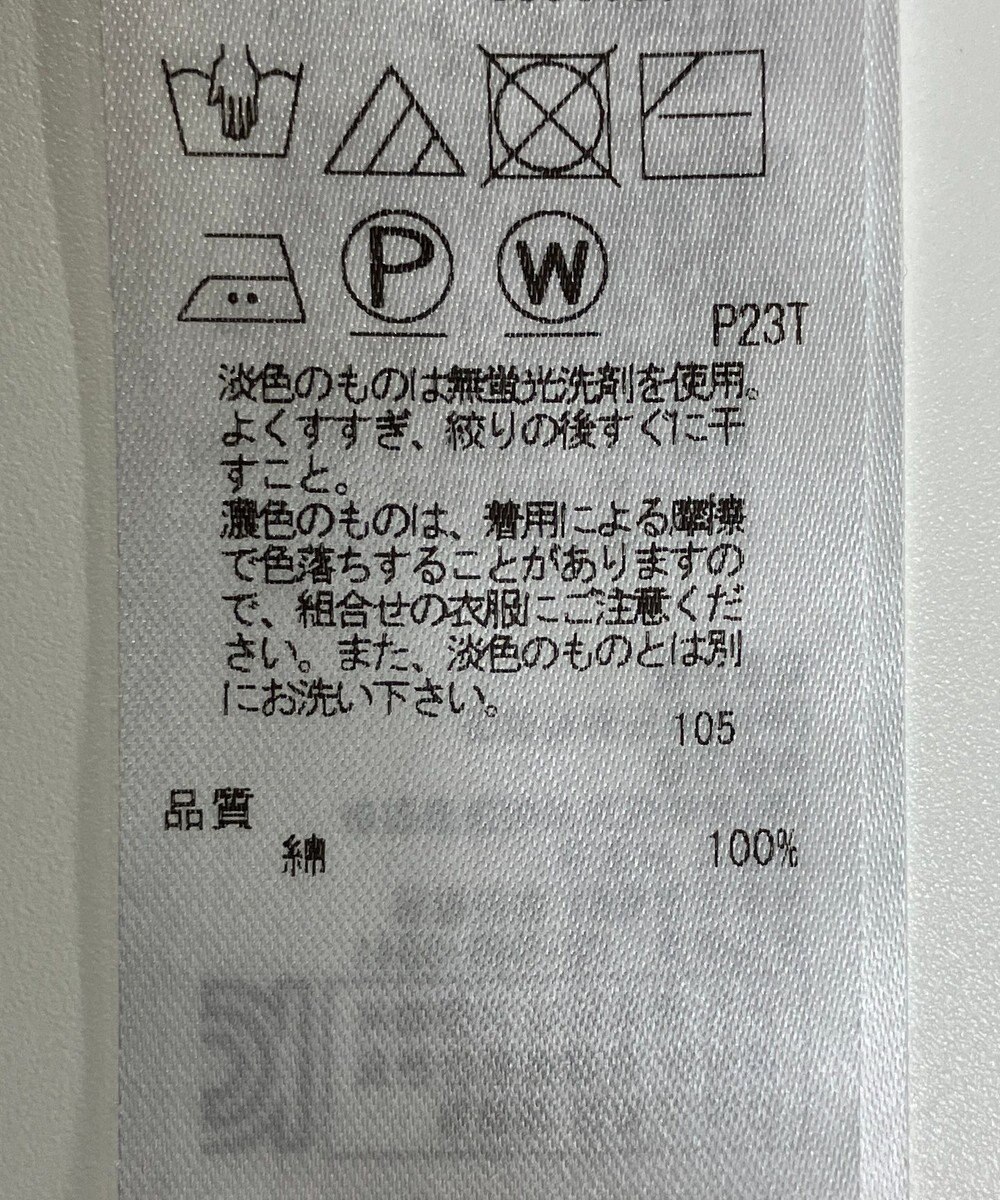 P
W
P23T
淡色のものは無蛍光洗剤を使用。
よくすすぎ、絞りの後すぐに干
すこと。
濃色のものは、着用による摩擦
で色落ちすることがありますの
で、組合せの衣服にご注意くだ
さい。また、淡色のものとは別
にお洗い下さい。
105
品質
綿 100%